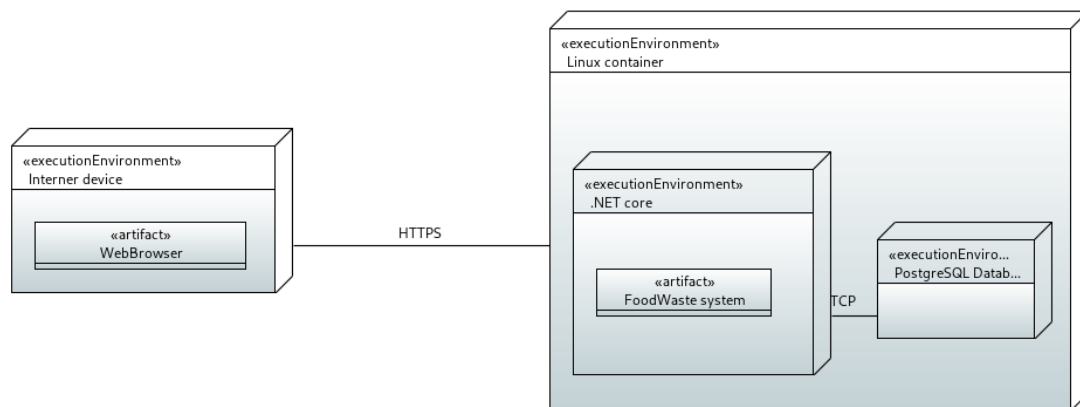 «executionEnvironment»
Linux container
«executionEnvironment»
Interner device
«artifact»
WebBrowser
HTTPS
«executionEnvironment»
.NET core
«artifact»
FoodWaste system
TCP
«executionEnviro...
PostgreSQL Datab...